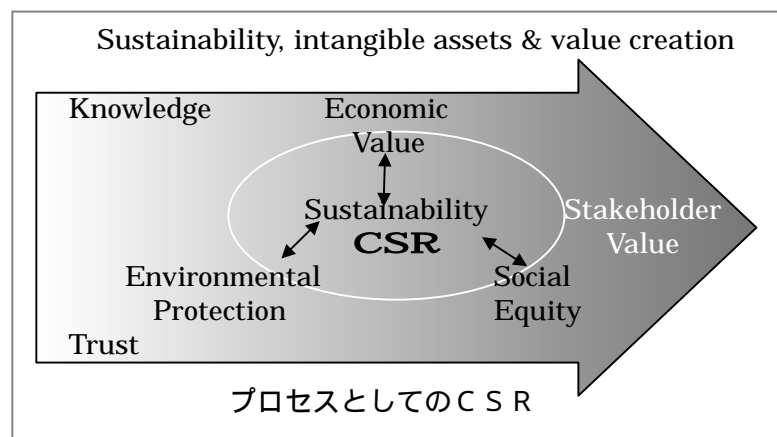 Sustainability, intangible assets & value creation
Knowledge
Economic
Value
Sustainability
CSR
Stakeholder
Value
Environmental
Protection
Social
Equity
Trust
プロセスとしてのＣＳＲ